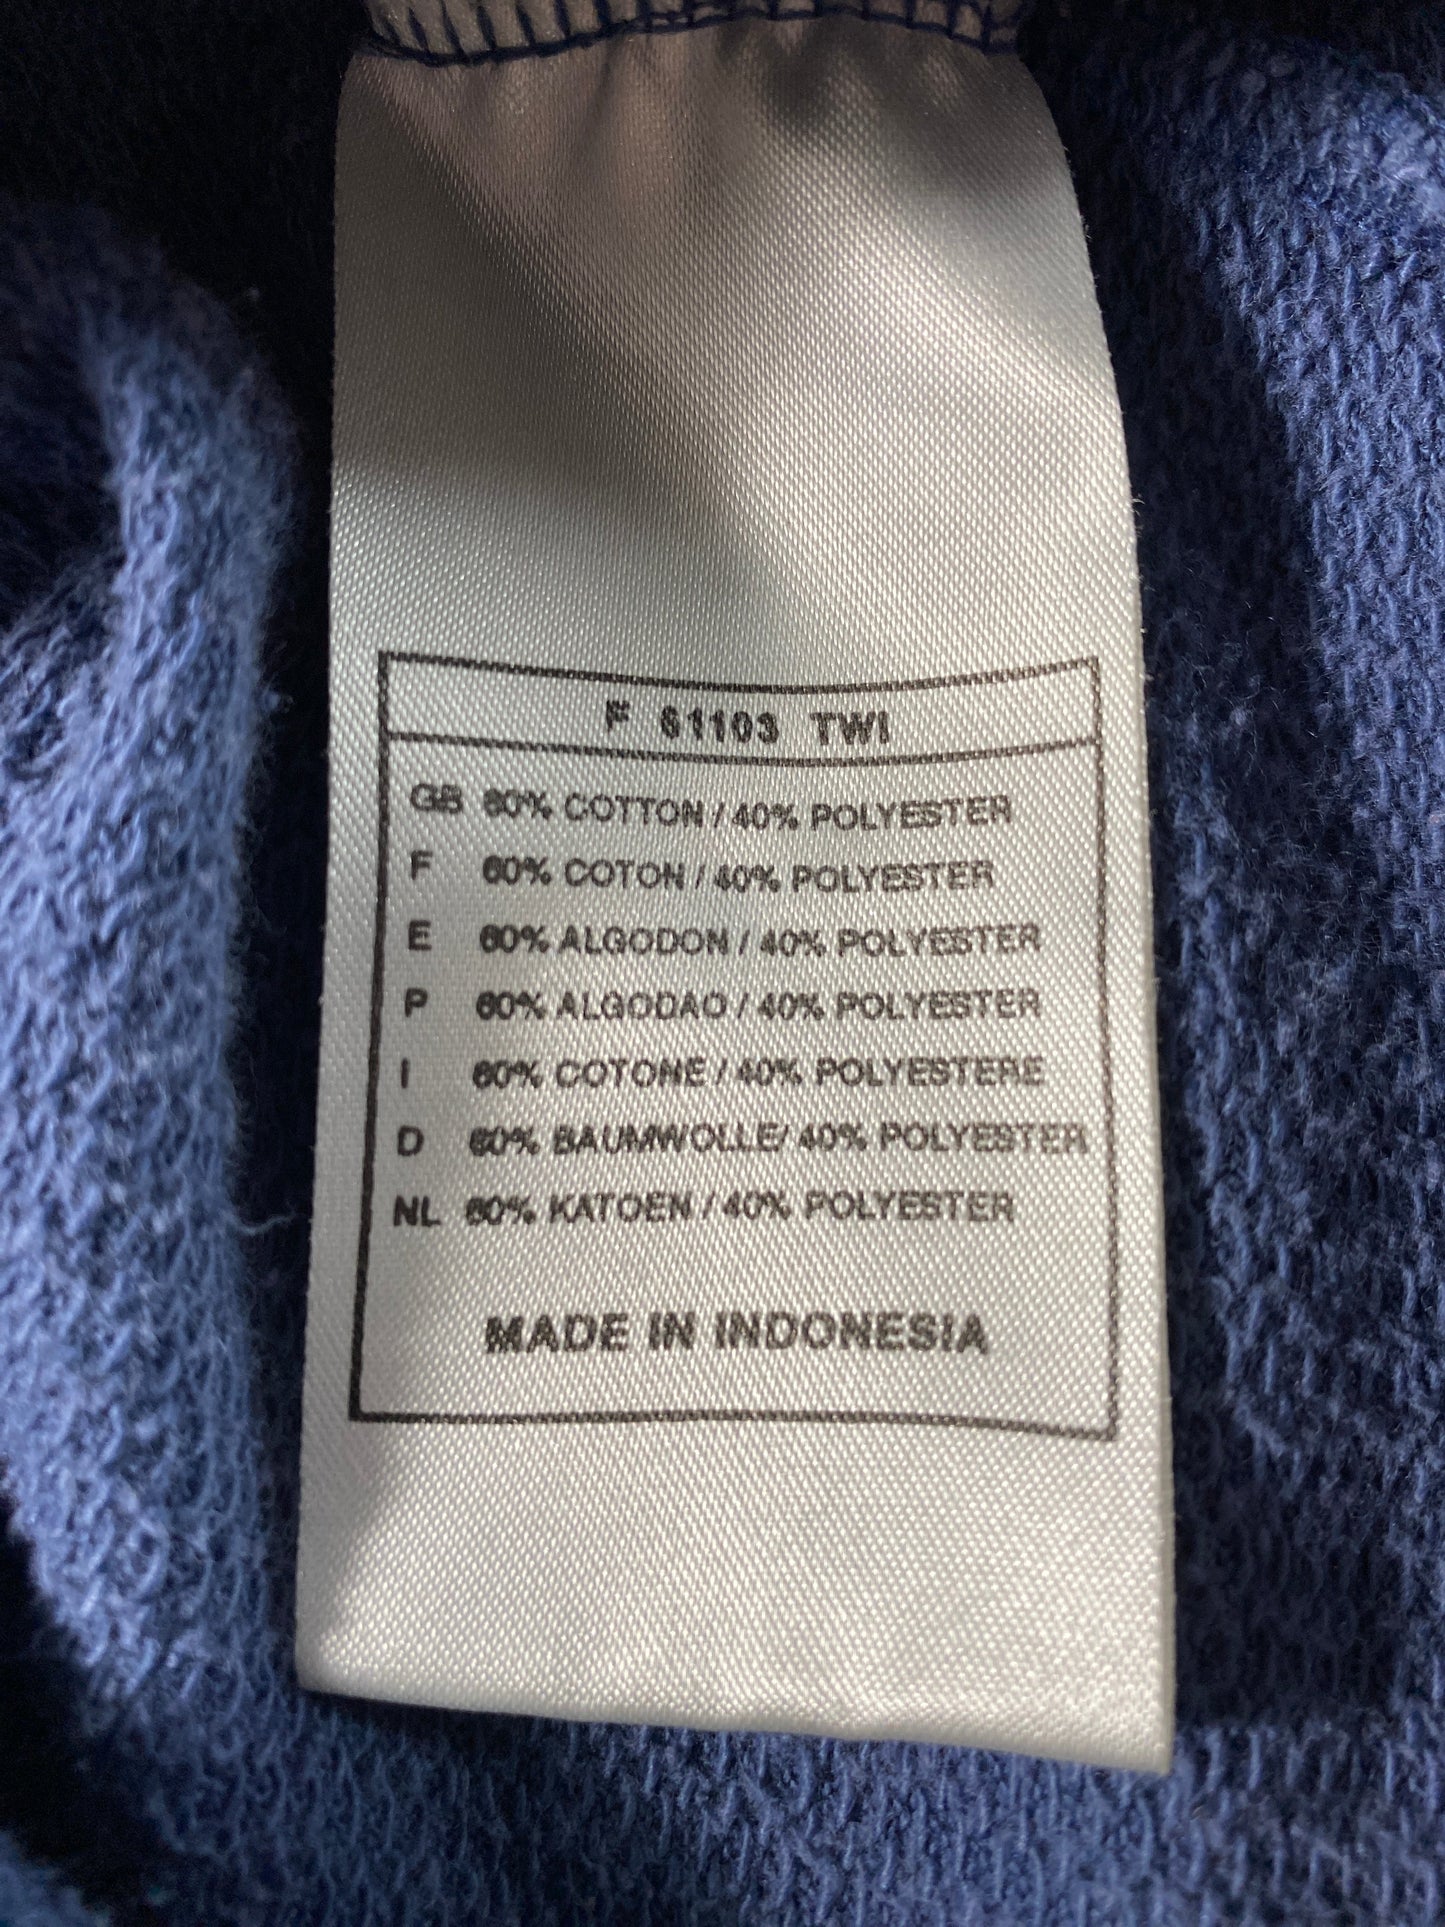 F 61103 TWI
GB 60% COTTON / 40% POLYESTER
F 60% COTON / 40% POLYESTER
E 60% ALGODON / 40% POLYESTER
P 60% ALGODAO / 40% POLYESTER
I 60% COTONE / 40% POLYESTERE
D 60% BAUMWOLLE/ 40% POLYESTER
NL 60% KATOEN / 40% POLYESTER
MADE IN INDONESIA